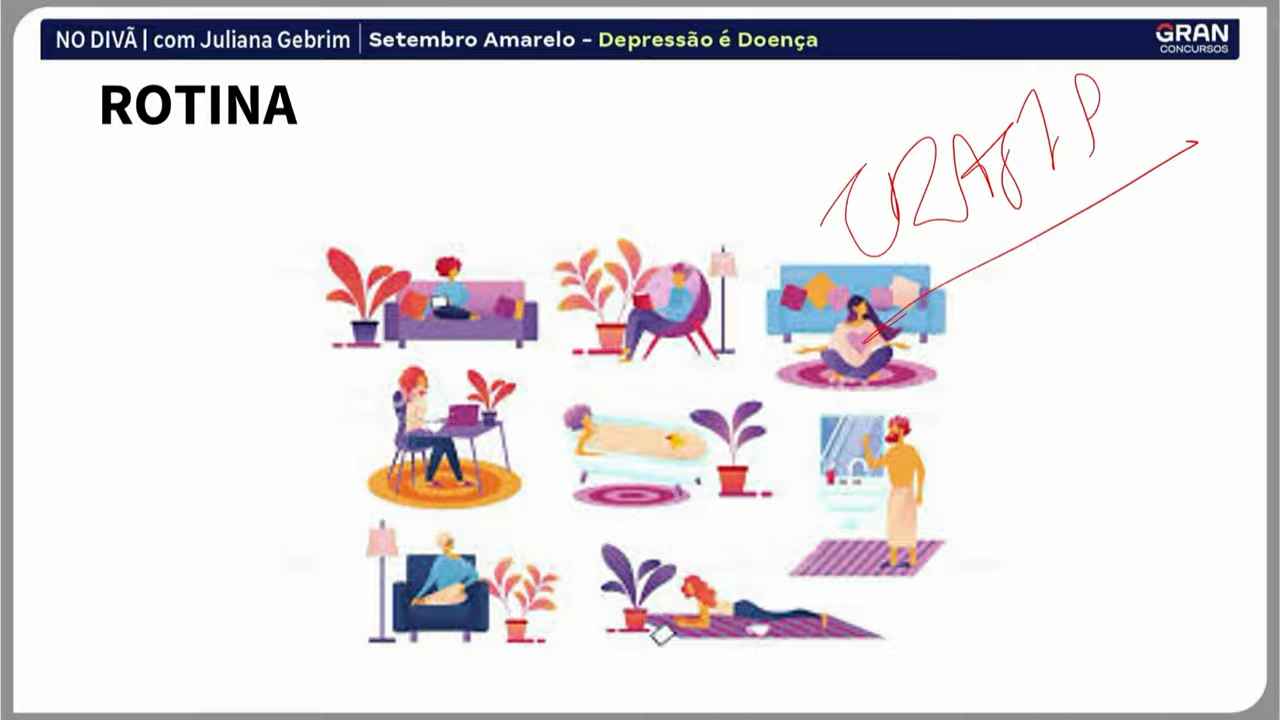 NO DIVÃ | com Juliana Gebrim | Setembro Amarelo – Depressão é Doença
GRAN
CONCURSOS
ROTINA